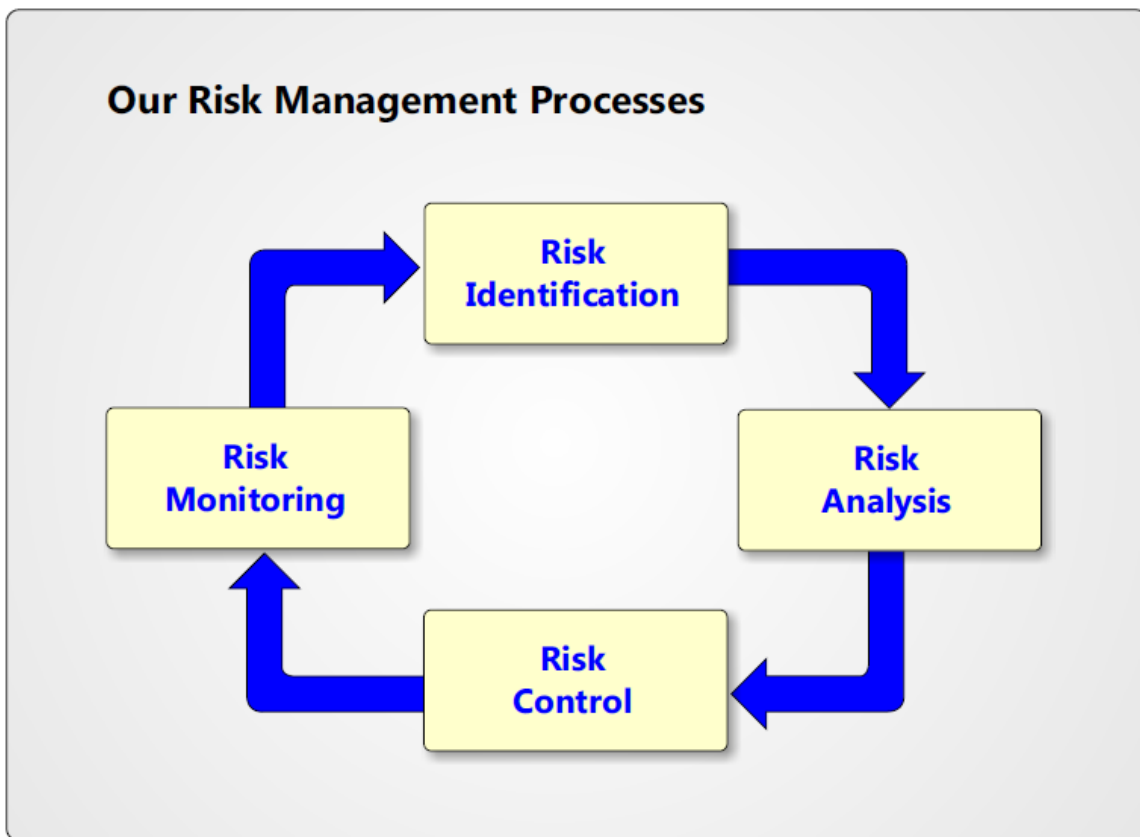 Our Risk Management Processes
Risk
Identification
Risk
Monitoring
Risk
Analysis
Risk
Control